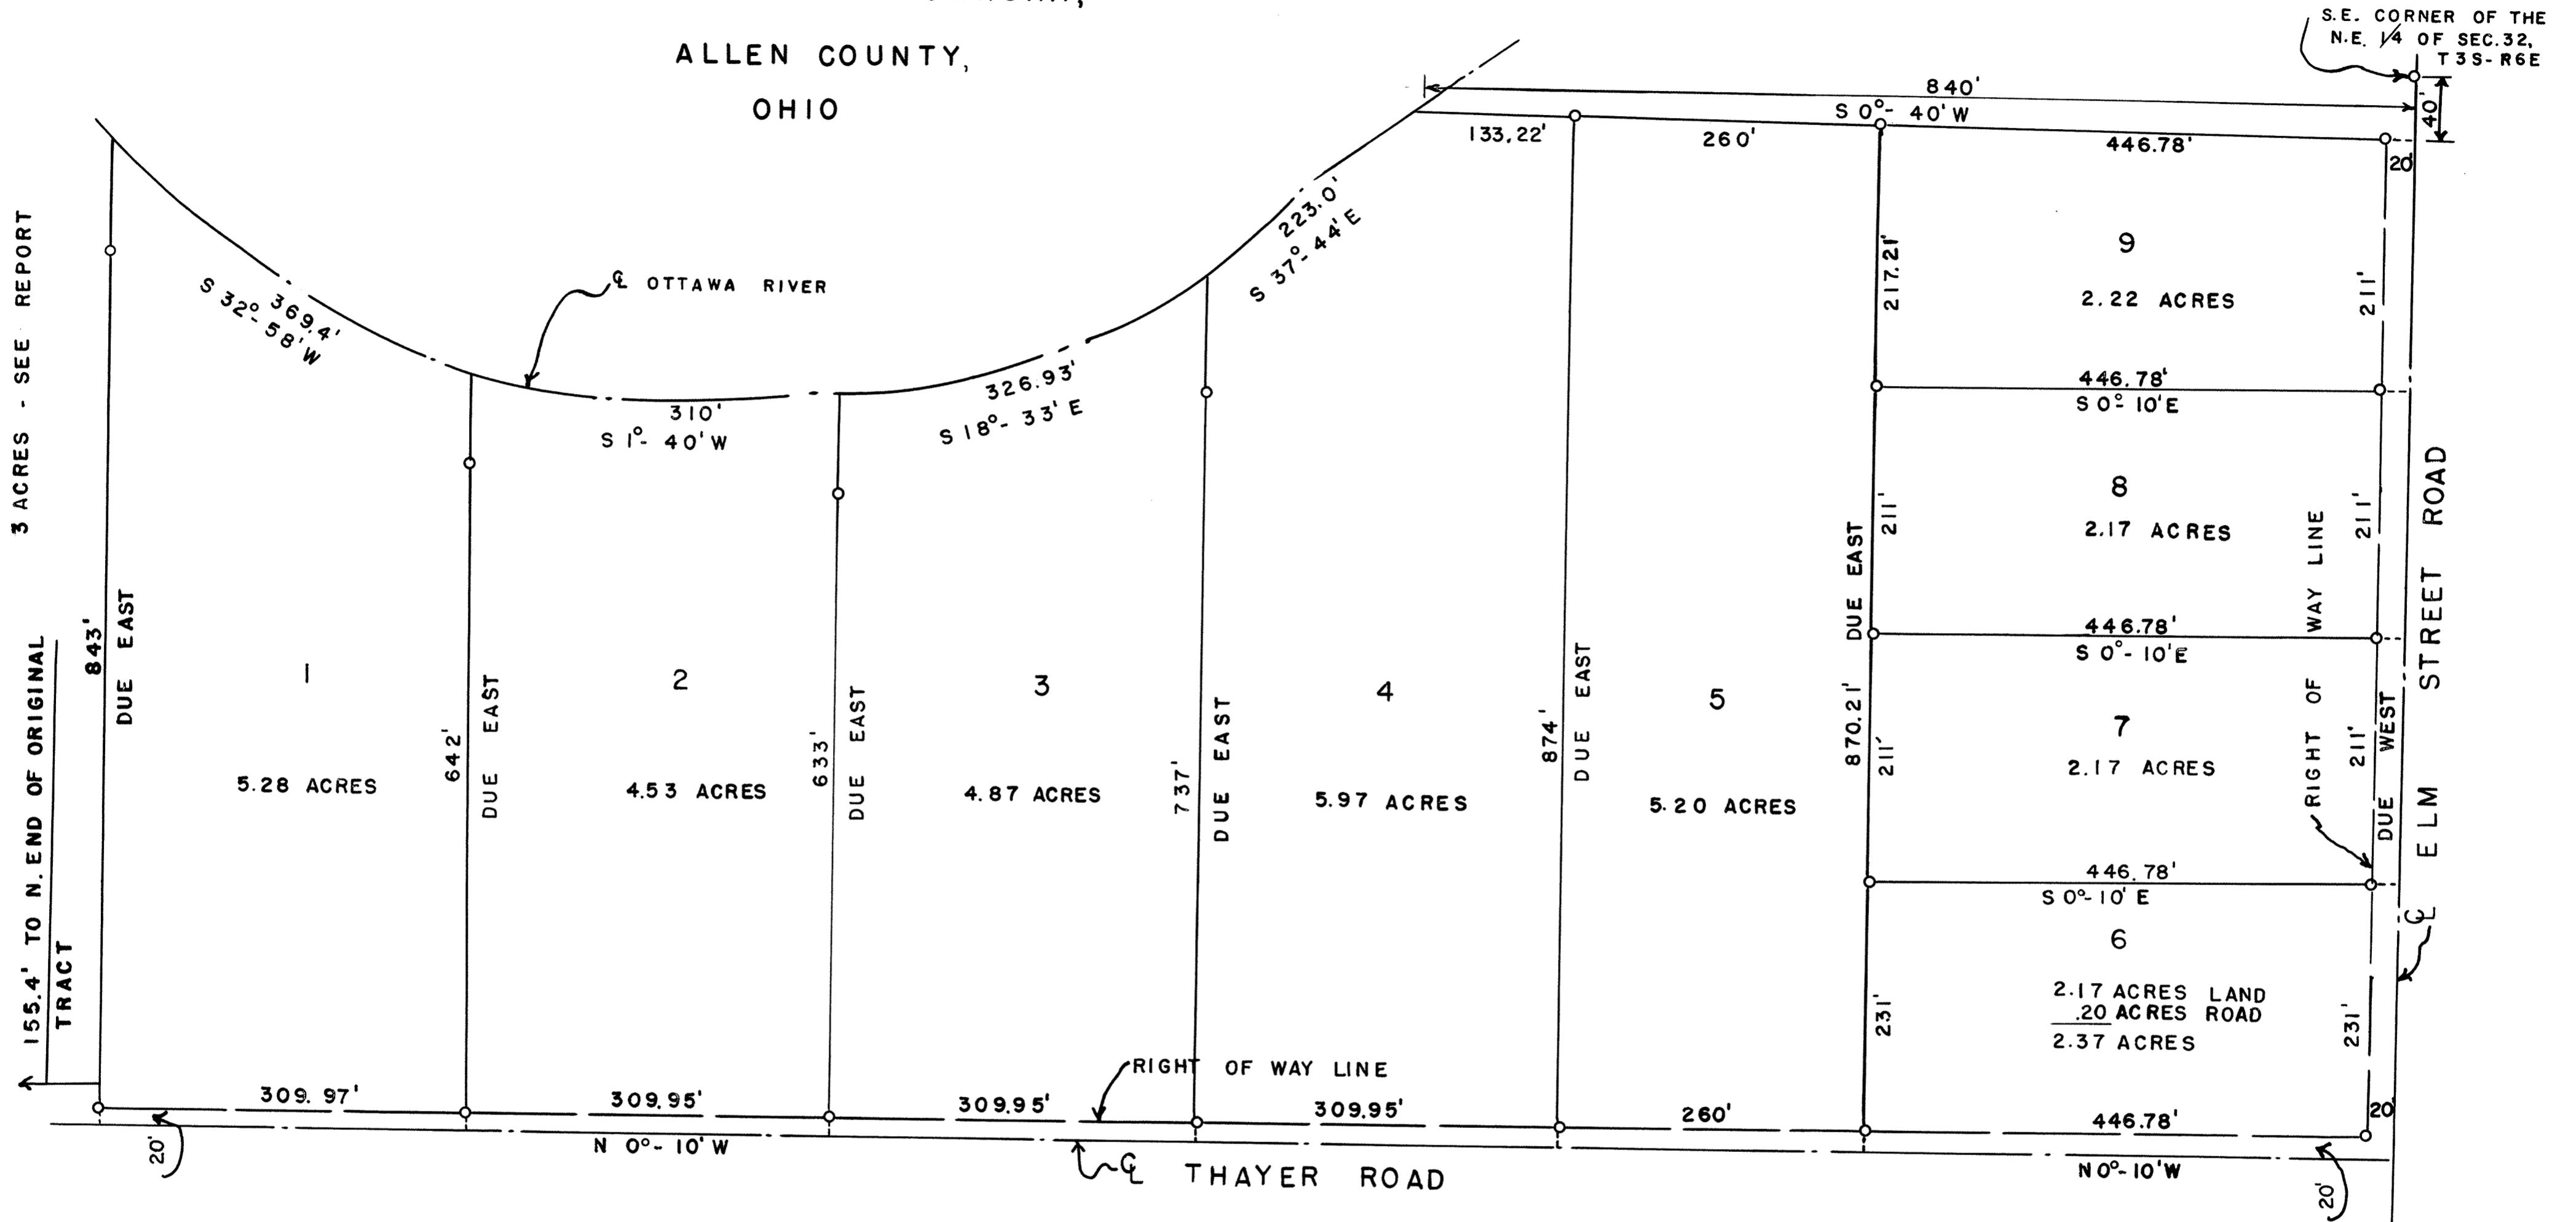 ALLEN COUNTY,
OHIO
S.E. CORNER OF THE
N.E. 1/4 OF SEC. 32,
T3S-R6E
840'
S 0°- 40' W
40'
133.22'
260'
446.78'
20'
3 ACRES - SEE REPORT
155.4' TO N. END OF ORIGINAL
TRACT
843'
DUE EAST
369.4'
S 32°- 58' W
℄ OTTAWA RIVER
310'
S 1°- 40' W
326.93'
S 18°- 33' E
223.0'
S 37°- 44' E
1
5.28 ACRES
642'
DUE EAST
2
4.53 ACRES
633'
DUE EAST
3
4.87 ACRES
737'
DUE EAST
4
5.97 ACRES
874'
DUE EAST
5
5.20 ACRES
870.21'
DUE EAST
217.21'
9
2.22 ACRES
211'
446.78'
S 0°- 10' E
211'
8
2.17 ACRES
211'
446.78'
S 0°- 10' E
211'
7
2.17 ACRES
211'
446.78'
S 0°- 10' E
231'
6
2.17 ACRES LAND
.20 ACRES ROAD
2.37 ACRES
231'
RIGHT OF WAY LINE
DUE WEST
℄ ELM STREET ROAD
309.97'
309.95'
309.95'
309.95'
260'
446.78'
20'
RIGHT OF WAY LINE
20'
N 0°- 10' W
℄ THAYER ROAD
N 0°- 10' W
20'